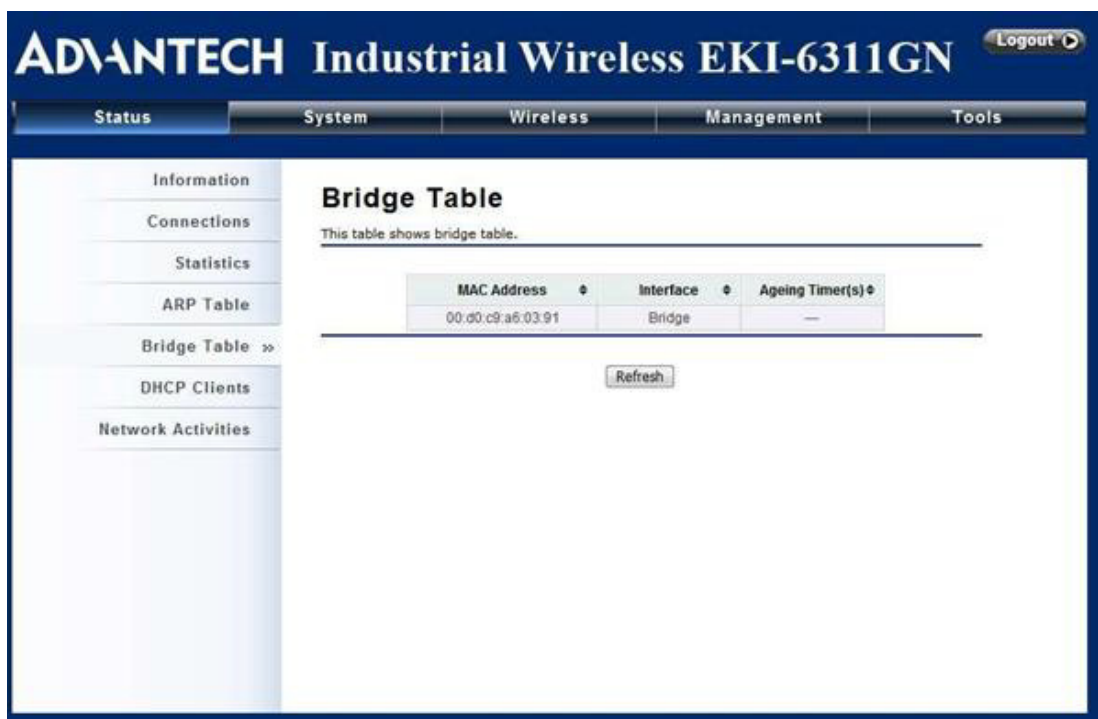 ADVANTECH Industrial Wireless EKI-6311GN Logout
Status System Wireless Management Tools
Information
Connections
Statistics
ARP Table
Bridge Table »
DHCP Clients
Network Activities
Bridge Table
This table shows bridge table.
MAC Address Interface Ageing Timer(s)
00:d0:c9:a6:03:91 Bridge —
Refresh